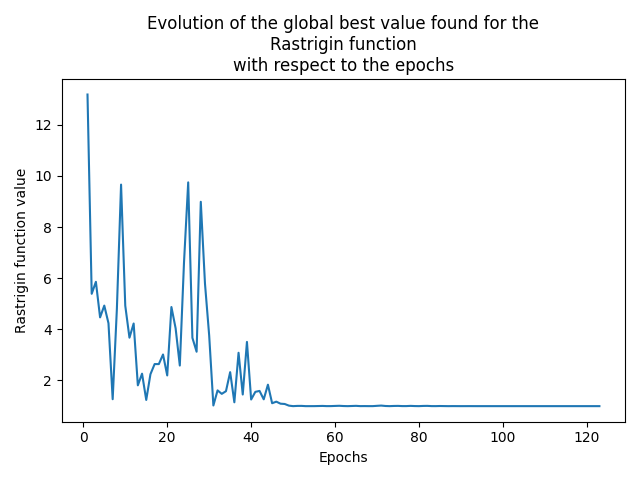 Evolution of the global best value found for the
Rastrigin function
with respect to the epochs
12
10
8
6
4
2
Rastrigin function value
0 20 40 60 80 100 120
Epochs